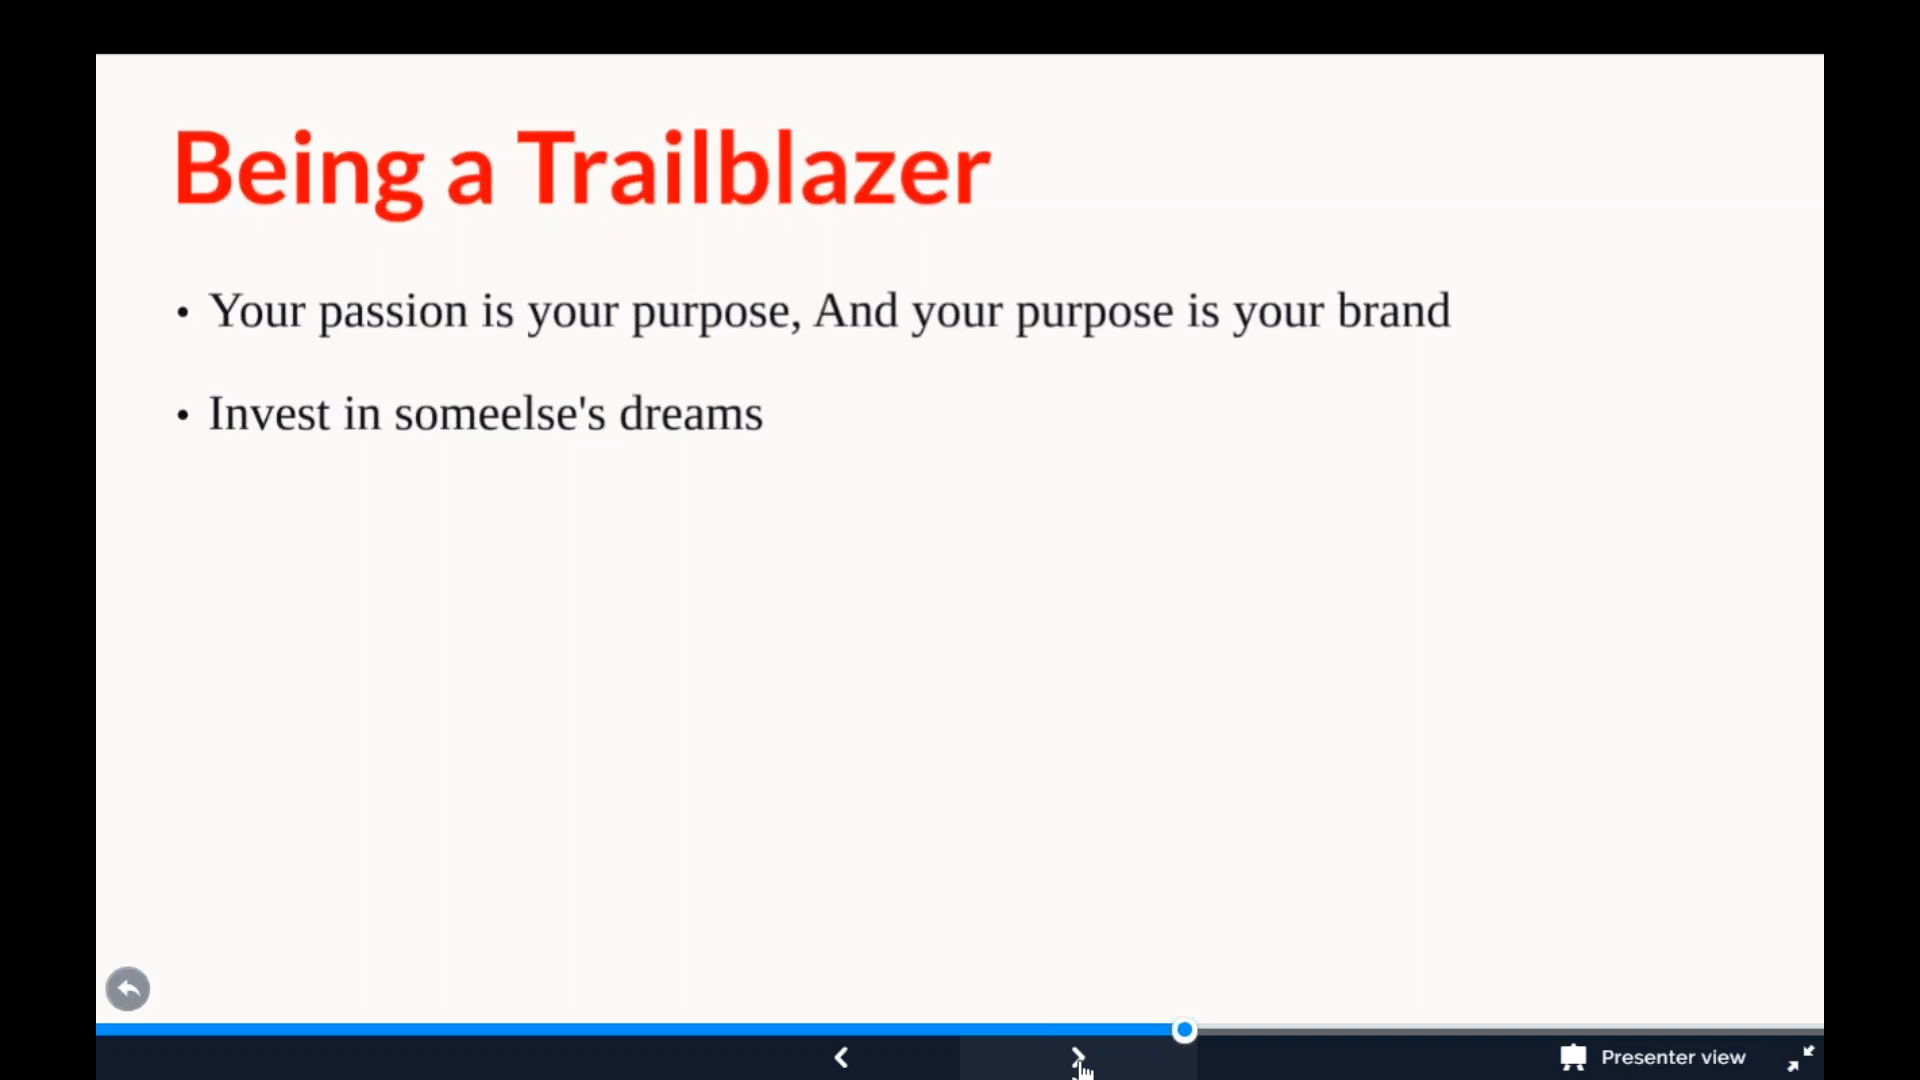 Being a Trailblazer
• Your passion is your purpose, And your purpose is your brand
• Invest in someelse's dreams
Presenter view